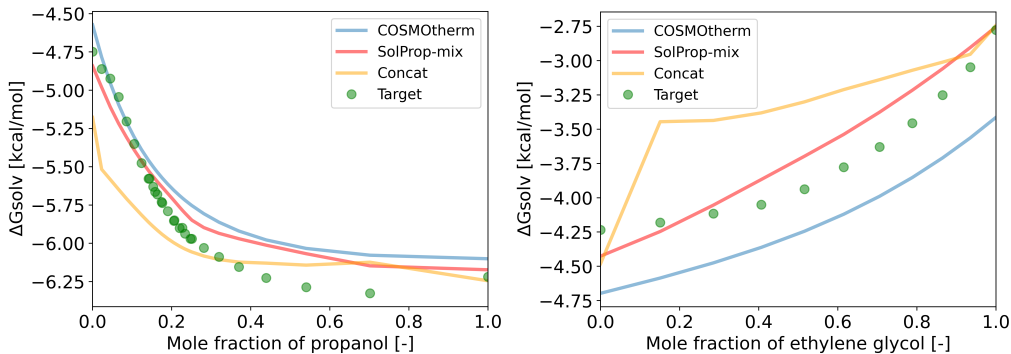 −4.50
−4.75
−5.00
−5.25
−5.50
−5.75
−6.00
−6.25
ΔGsolv [kcal/mol]
COSMOtherm
SolProp-mix
Concat
Target
0.0 0.2 0.4 0.6 0.8 1.0
Mole fraction of propanol [-]
−2.75
−3.00
−3.25
−3.50
−3.75
−4.00
−4.25
−4.50
−4.75
ΔGsolv [kcal/mol]
COSMOtherm
SolProp-mix
Concat
Target
0.0 0.2 0.4 0.6 0.8 1.0
Mole fraction of ethylene glycol [-]